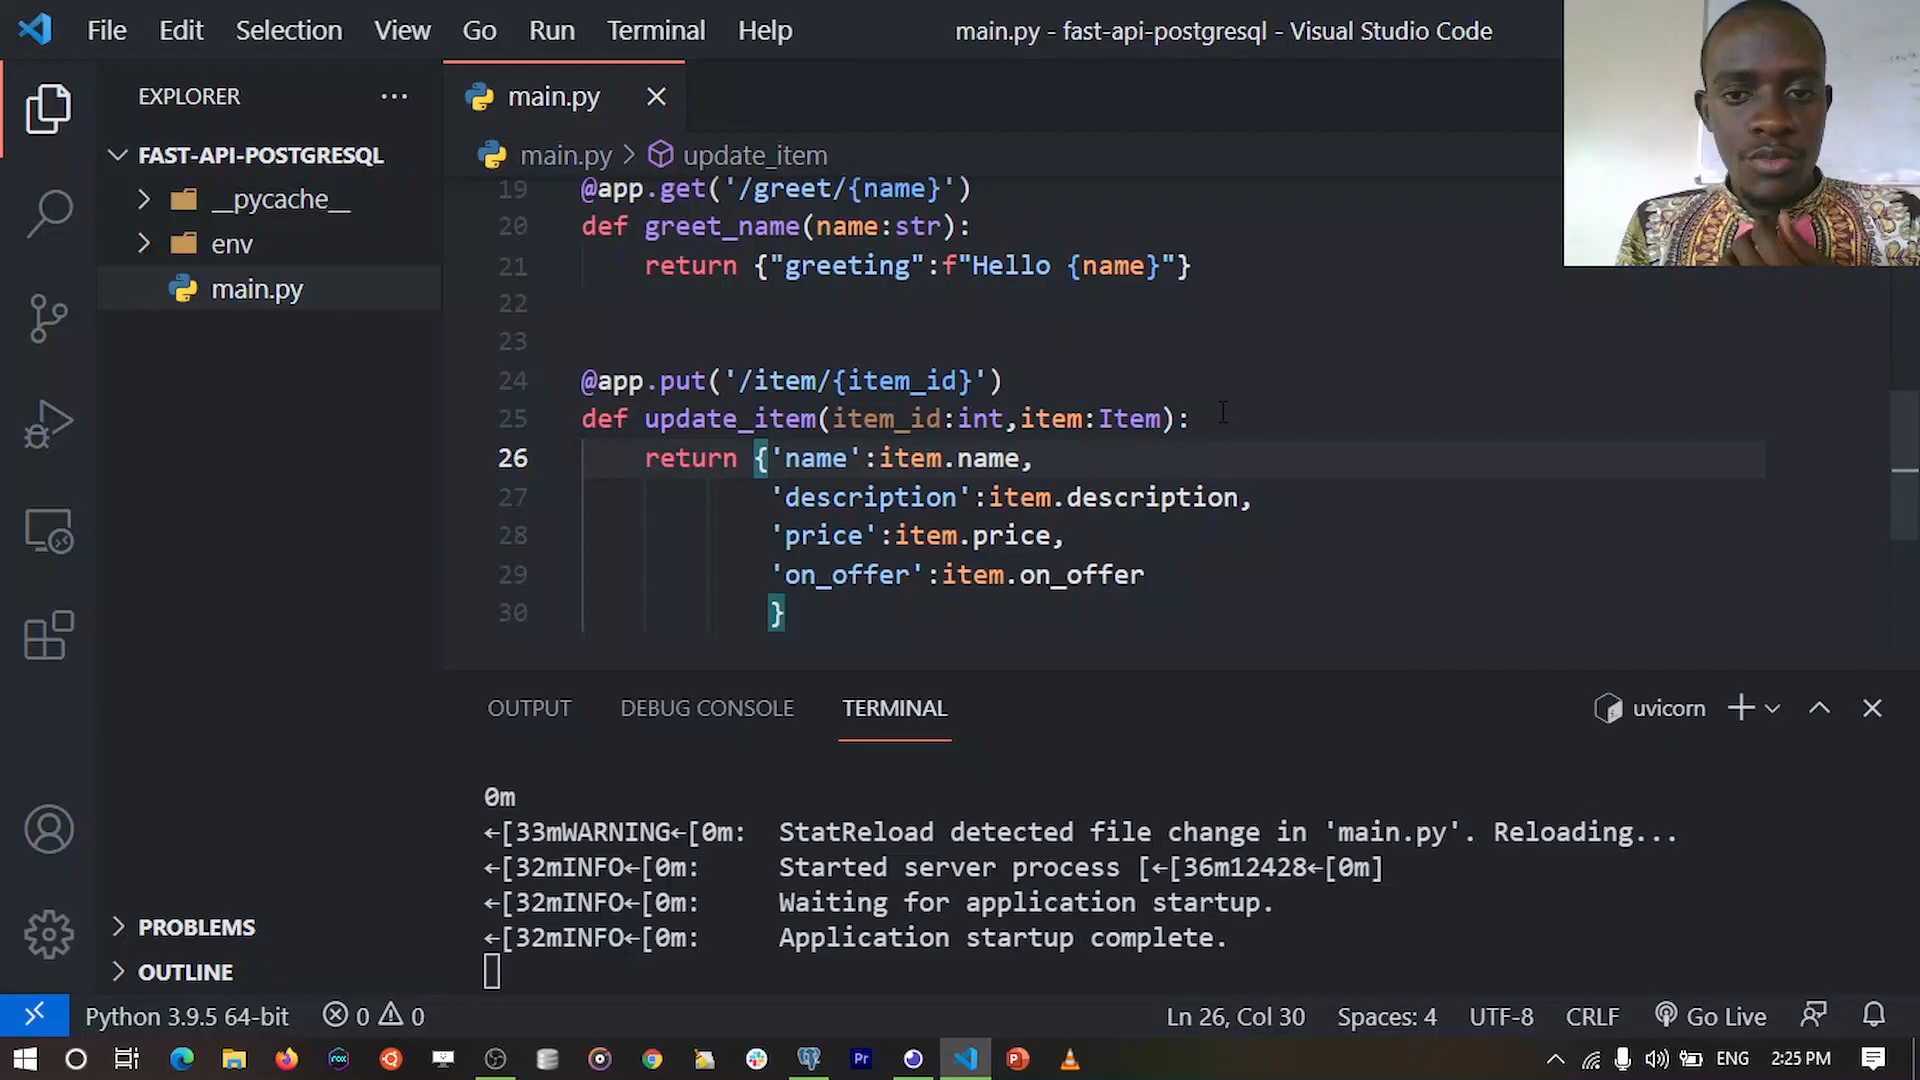 File Edit Selection View Go Run Terminal Help
main.py - fast-api-postgresql - Visual Studio Code
EXPLORER
FAST-API-POSTGRESQL
__pycache__
env
main.py
PROBLEMS
OUTLINE
main.py
main.py > update_item
19 @app.get('/greet/{name}')
20 def greet_name(name:str):
21 return {"greeting":f"Hello {name}"}
22
23
24 @app.put('/item/{item_id}')
25 def update_item(item_id:int,item:Item):
26 return {'name':item.name,
27 'description':item.description,
28 'price':item.price,
29 'on_offer':item.on_offer
30 }
OUTPUT DEBUG CONSOLE TERMINAL
uvicorn
0m
←[33mWARNING←[0m: StatReload detected file change in 'main.py'. Reloading...
←[32mINFO←[0m: Started server process [←[36m12428←[0m]
←[32mINFO←[0m: Waiting for application startup.
←[32mINFO←[0m: Application startup complete.
Python 3.9.5 64-bit 0 0 Ln 26, Col 30 Spaces: 4 UTF-8 CRLF Go Live
Pr ENG 2:25 PM